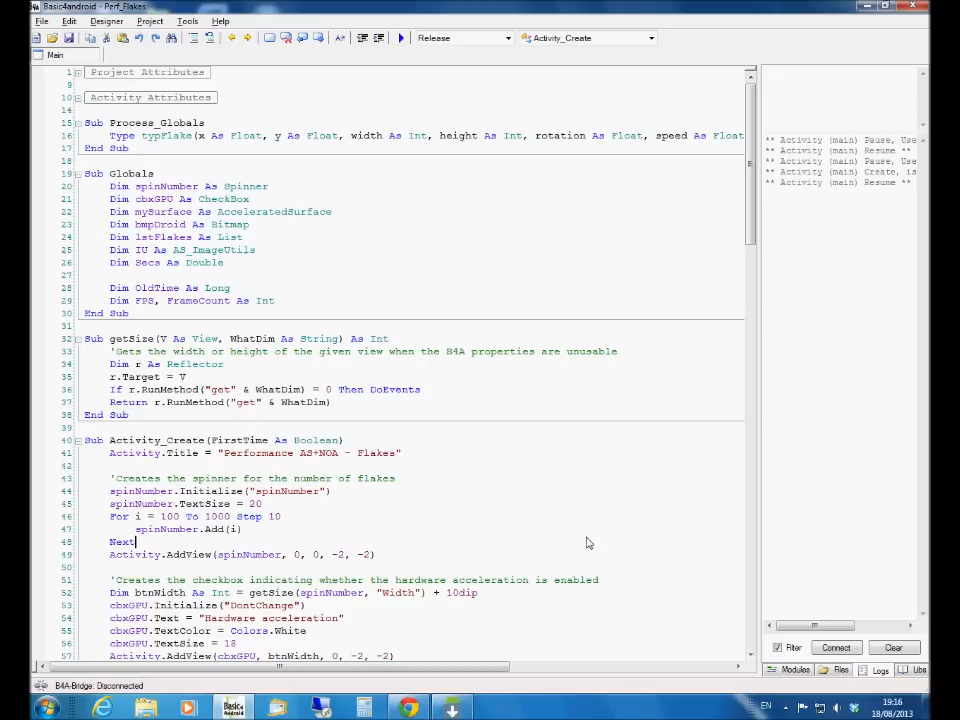 Basic4android - Perf_Flakes
File Edit Designer Project Tools Help
Release Activity_Create
Main
1 Project Attributes
9
10 Activity Attributes
14
15 Sub Process_Globals
16 Type typFlake(x As Float, y As Float, width As Int, height As Int, rotation As Float, speed As Float
17 End Sub
18
19 Sub Globals
20 Dim spinNumber As Spinner
21 Dim cbxGPU As CheckBox
22 Dim mySurface As AcceleratedSurface
23 Dim bmpDroid As Bitmap
24 Dim lstFlakes As List
25 Dim IU As AS_ImageUtils
26 Dim Secs As Double
27
28 Dim OldTime As Long
29 Dim FPS, FrameCount As Int
30 End Sub
31
32 Sub getSize(V As View, WhatDim As String) As Int
33 'Gets the width or height of the given view when the B4A properties are unusable
34 Dim r As Reflector
35 r.Target = V
36 If r.RunMethod("get" & WhatDim) = 0 Then DoEvents
37 Return r.RunMethod("get" & WhatDim)
38 End Sub
39
40 Sub Activity_Create(FirstTime As Boolean)
41 Activity.Title = "Performance AS+NOA - Flakes"
42
43 'Creates the spinner for the number of flakes
44 spinNumber.Initialize("spinNumber")
45 spinNumber.TextSize = 20
46 For i = 100 To 1000 Step 10
47 spinNumber.Add(i)
48 Next
49 Activity.AddView(spinNumber, 0, 0, -2, -2)
50
51 'Creates the checkbox indicating whether the hardware acceleration is enabled
52 Dim btnWidth As Int = getSize(spinNumber, "Width") + 10dip
53 cbxGPU.Initialize("DontChange")
54 cbxGPU.Text = "Hardware acceleration"
55 cbxGPU.TextColor = Colors.White
56 cbxGPU.TextSize = 18
57 Activity.AddView(cbxGPU, btnWidth, 0, -2, -2)
** Activity (main) Pause, Use
** Activity (main) Resume **
** Activity (main) Pause, Use
** Activity (main) Create, is
** Activity (main) Resume **
Filter Connect Clear
Modules Files Logs Libs
B4A-Bridge: Disconnected
Basic4 Android
EN 19:16
18/08/2013